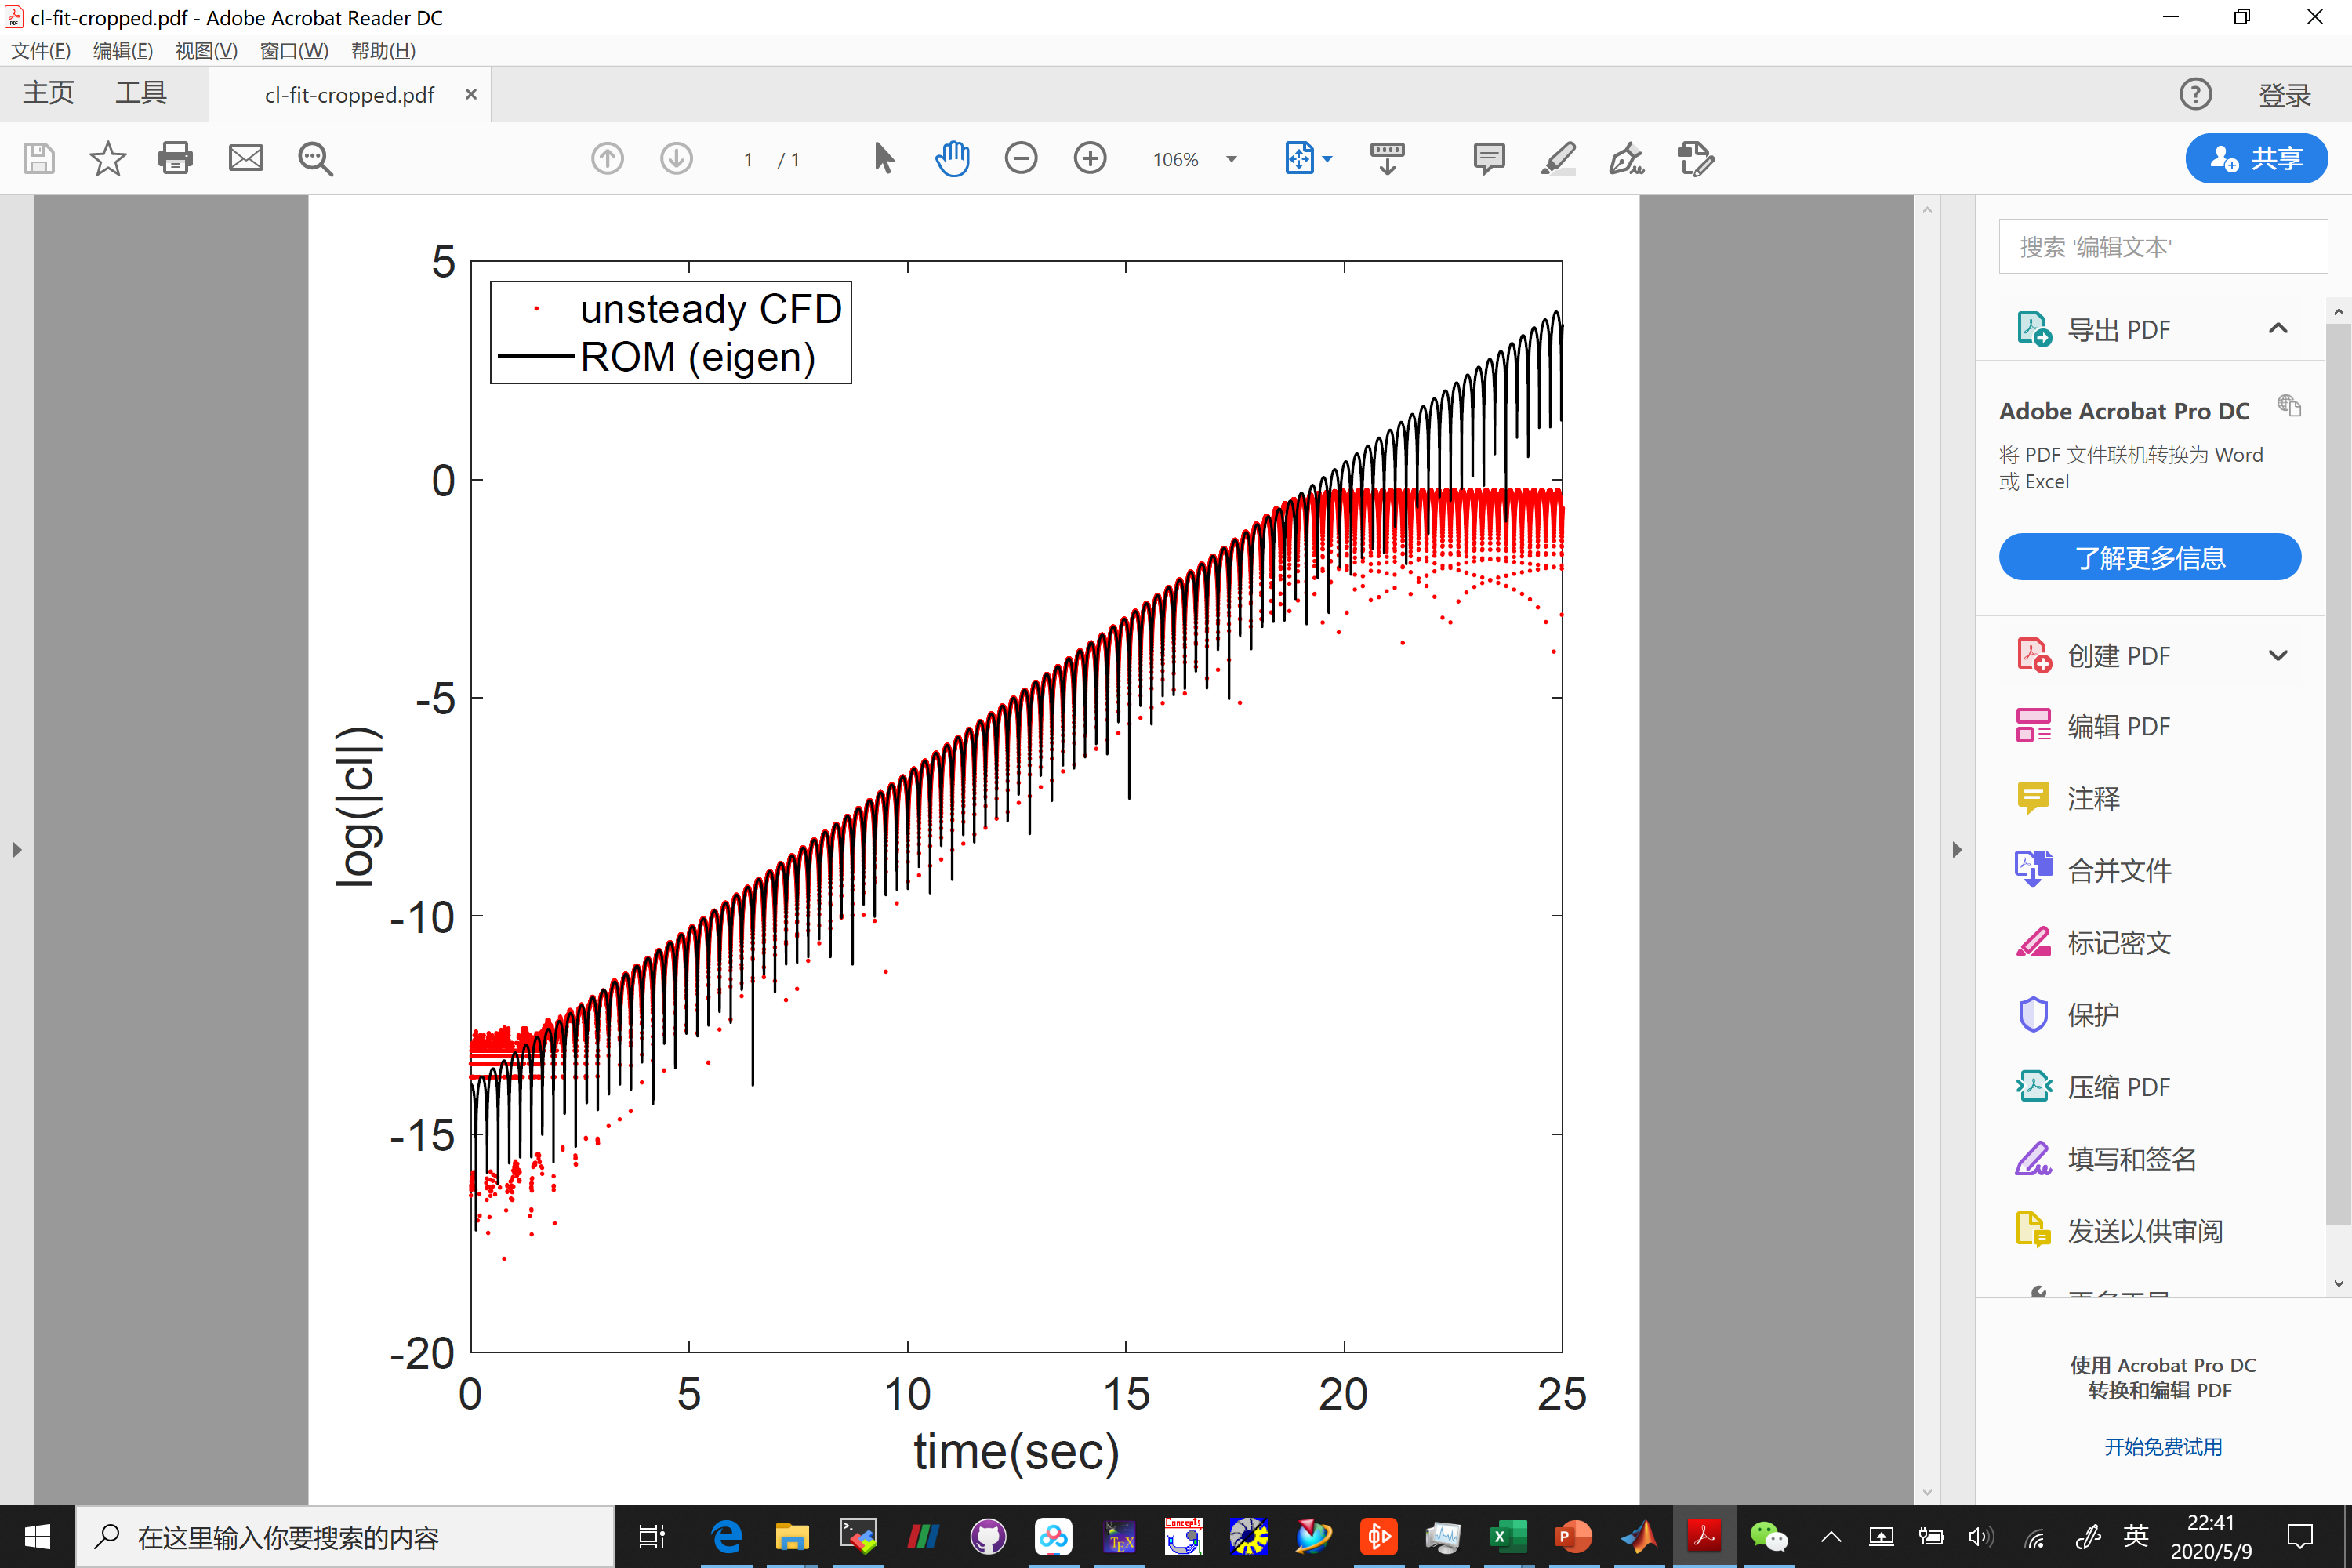 cl-fit-cropped.pdf - Adobe Acrobat Reader DC
文件(F) 编辑(E) 视图(V) 窗口(W) 帮助(H)
主页 工具 cl-fit-cropped.pdf × 登录
1 / 1 106% 共享
搜索 '编辑文本'
导出 PDF
Adobe Acrobat Pro DC
将 PDF 文件联机转换为 Word
或 Excel
了解更多信息
创建 PDF
编辑 PDF
注释
合并文件
标记密文
保护
压缩 PDF
填写和签名
发送以供审阅
使用 Acrobat Pro DC
转换和编辑 PDF
开始免费试用
unsteady CFD
ROM (eigen)
5
0
-5
-10
-15
-20
log(|cl|)
0 5 10 15 20 25
time(sec)
在这里输入你要搜索的内容
英
22:41
2020/5/9